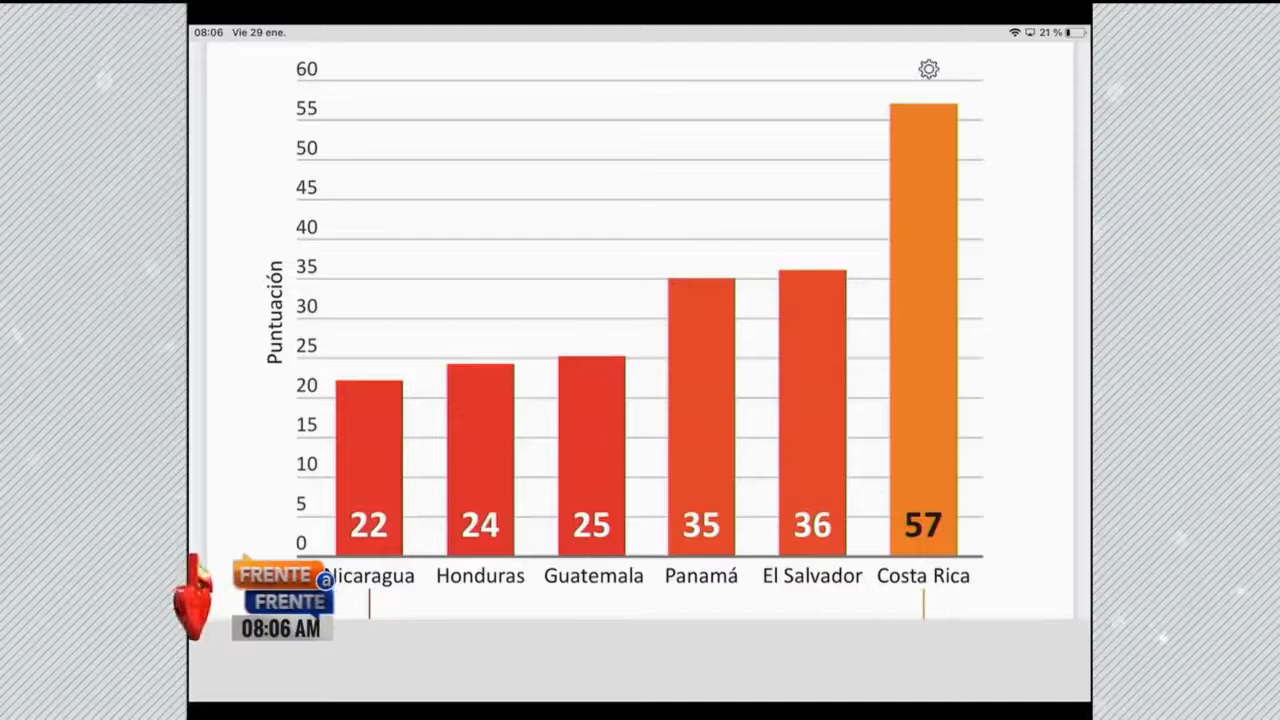 08:06 Vie 29 ene. 21 %
60
55
50
45
40
35
30
25
20
15
10
5
0
Puntuación
22 24 25 35 36 57
Nicaragua Honduras Guatemala Panamá El Salvador Costa Rica
FRENTE a
FRENTE
08:06 AM